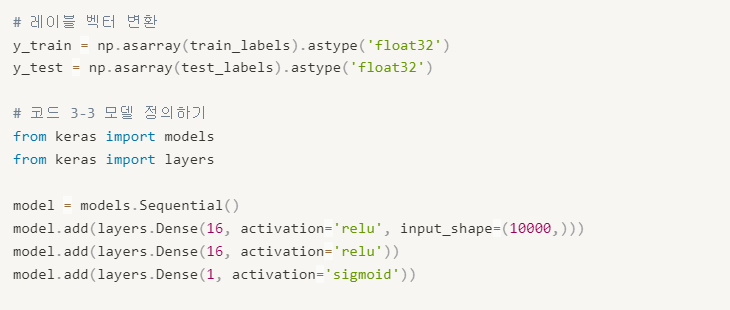 # 레이블 벡터 변환
y_train = np.asarray(train_labels).astype('float32')
y_test = np.asarray(test_labels).astype('float32')
# 코드 3-3 모델 정의하기
from keras import models
from keras import layers
model = models.Sequential()
model.add(layers.Dense(16, activation='relu', input_shape=(10000,)))
model.add(layers.Dense(16, activation='relu'))
model.add(layers.Dense(1, activation='sigmoid'))